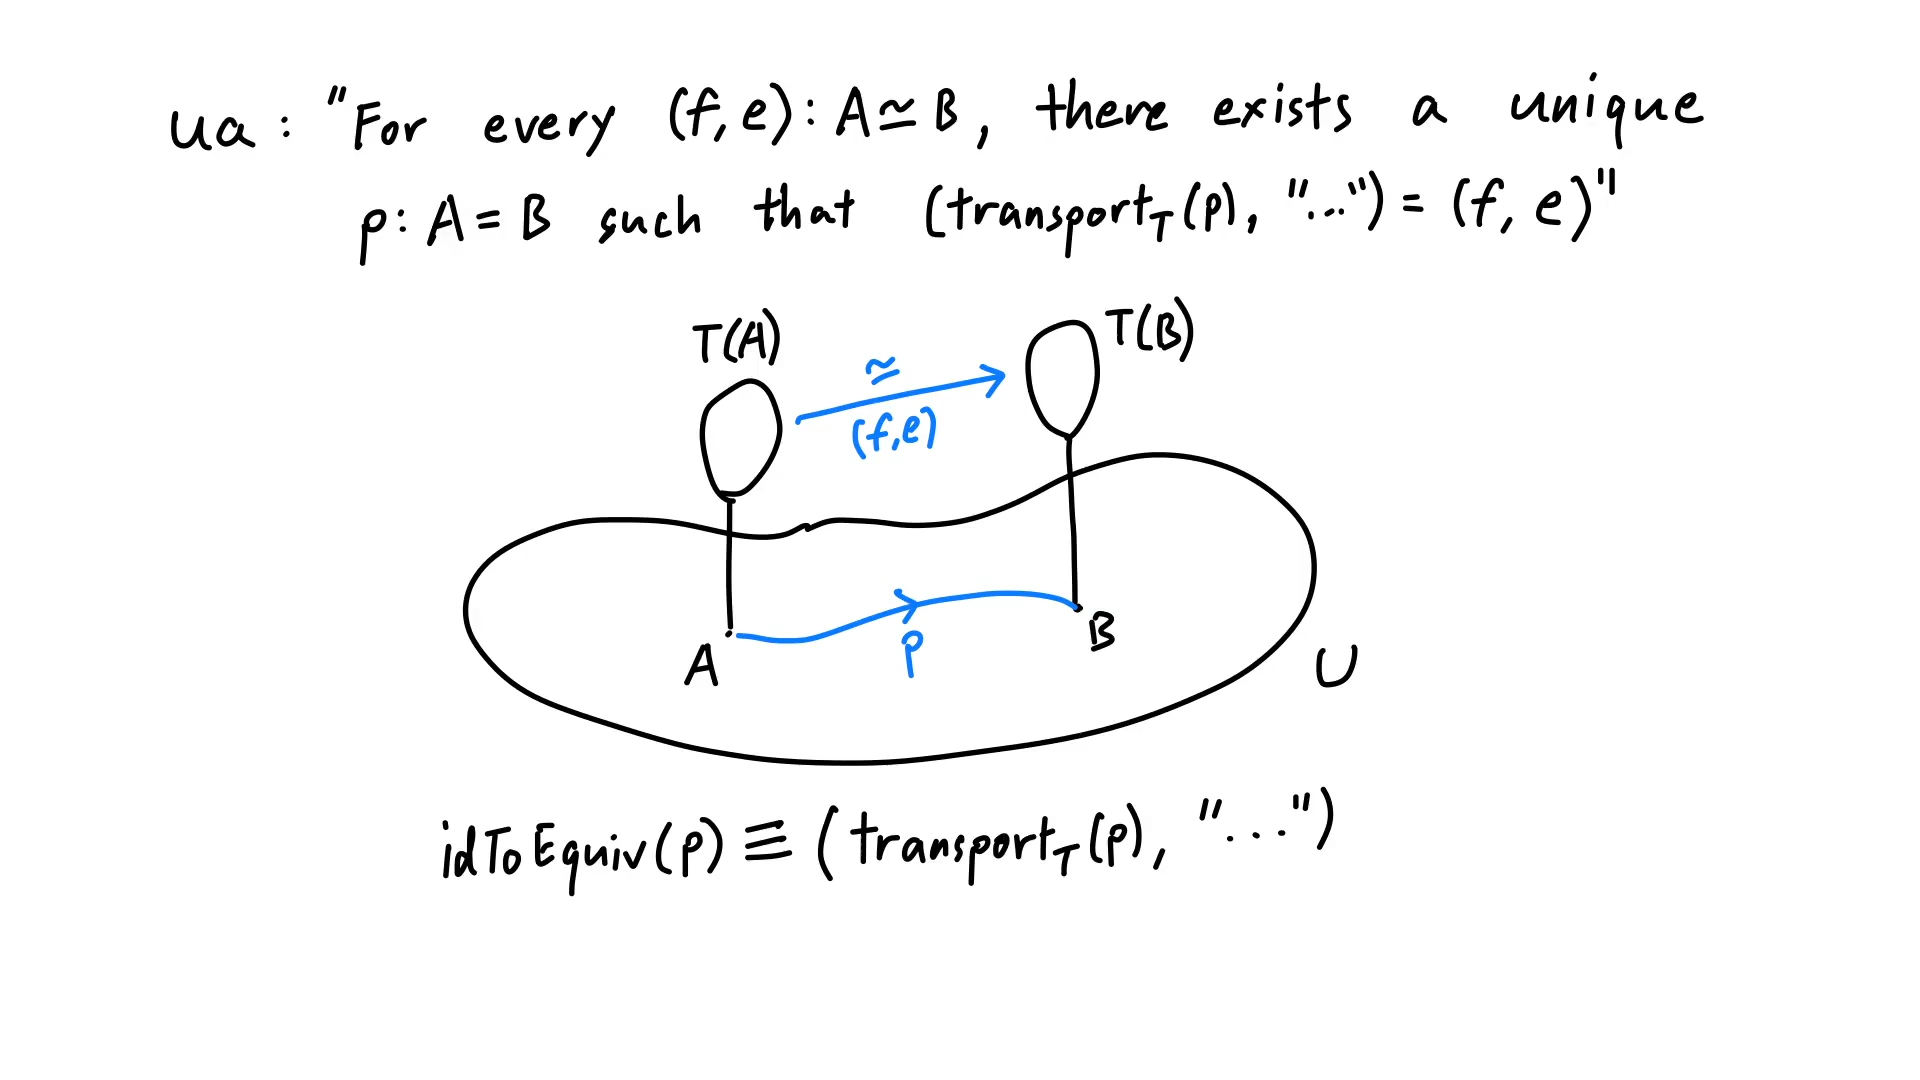 ua : "For every (f, e) : A ≃ B, there exists a unique
p : A = B such that (transport_T(p), "...") = (f, e)"
T(A)
T(B)
≃
(f,e)
p
A
B
U
idToEquiv(p) ≡ (transport_T(p), "...")